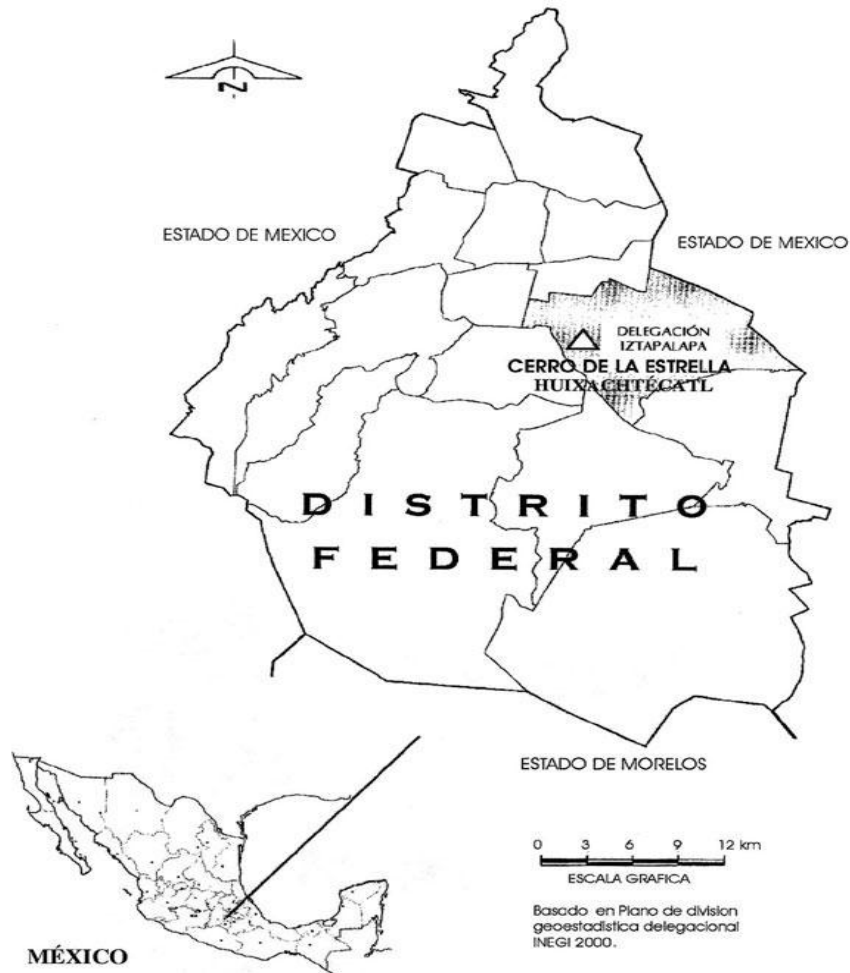 N
ESTADO DE MEXICO
ESTADO DE MEXICO
DELEGACIÓN
IZTAPALAPA
CERRO DE LA ESTRELLA
HUIXACHTÉCATL
DISTRITO
FEDERAL
ESTADO DE MORELOS
0 3 6 9 12 km
ESCALA GRAFICA
Basado en Plano de division
geoestadistica delegacional
INEGI 2000.
MÉXICO